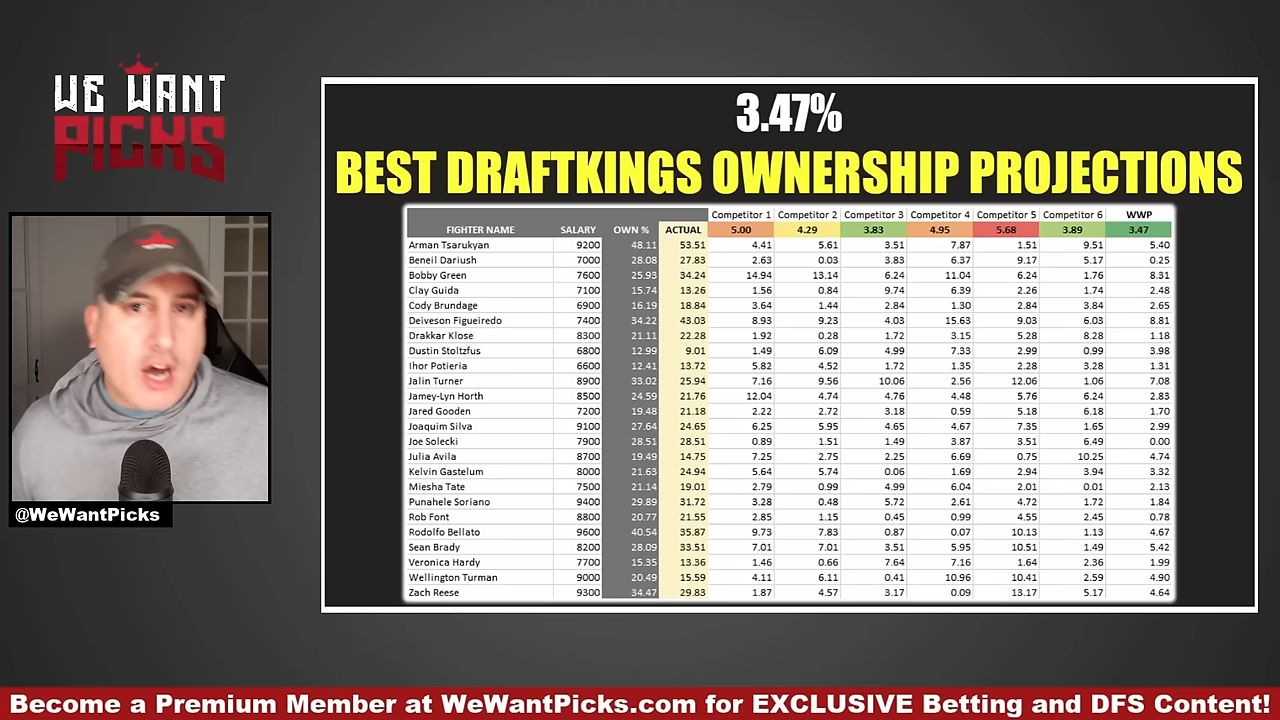 WE WANT
PICKS
@WeWantPicks
3.47%
BEST DRAFTKINGS OWNERSHIP PROJECTIONS
Competitor 1 Competitor 2 Competitor 3 Competitor 4 Competitor 5 Competitor 6 WWP
FIGHTER NAME SALARY OWN % ACTUAL 5.00 4.29 3.83 4.95 5.68 3.89 3.47
Arman Tsarukyan 9200 48.11 53.51 4.41 5.61 3.51 7.87 1.51 9.51 5.40
Beneil Dariush 7000 28.08 27.83 2.63 0.03 3.83 6.37 9.17 5.17 0.25
Bobby Green 7600 25.93 34.24 14.94 13.14 6.24 11.04 6.24 1.76 8.31
Clay Guida 7100 15.74 13.26 1.56 0.84 9.74 6.39 2.26 1.74 2.48
Cody Brundage 6900 16.19 18.84 3.64 1.44 2.84 1.30 2.84 3.84 2.65
Deiveson Figueiredo 7400 34.22 43.03 8.93 9.23 4.03 15.63 9.03 6.03 8.81
Drakkar Klose 8300 21.11 22.28 1.92 0.28 1.72 3.15 5.28 8.28 1.18
Dustin Stoltzfus 6800 12.99 9.01 1.49 6.09 4.99 7.33 2.99 0.99 3.98
Ihor Potieria 6600 12.41 13.72 5.82 4.52 1.72 1.35 2.28 3.28 1.31
Jalin Turner 8900 33.02 25.94 7.16 9.56 10.06 2.56 12.06 1.06 7.08
Jamey-Lyn Horth 8500 24.59 21.76 12.04 4.74 4.76 4.48 5.76 6.24 2.83
Jared Gooden 7200 19.48 21.18 2.22 2.72 3.18 0.59 5.18 6.18 1.70
Joaquim Silva 9100 27.64 24.65 6.25 5.95 4.65 4.67 7.35 1.65 2.99
Joe Solecki 7900 28.51 28.51 0.89 1.51 1.49 3.87 3.51 6.49 0.00
Julia Avila 8700 19.49 14.75 7.25 2.75 2.25 6.69 0.75 10.25 4.74
Kelvin Gastelum 8000 21.63 24.94 5.64 5.74 0.06 1.69 2.94 3.94 3.32
Miesha Tate 7500 21.14 19.01 2.79 0.99 4.99 6.04 2.01 0.01 2.13
Punahele Soriano 9400 29.89 31.72 3.28 0.48 5.72 2.61 4.72 1.72 1.84
Rob Font 8800 20.77 21.55 2.85 1.15 0.45 0.99 4.55 2.45 0.78
Rodolfo Bellato 9600 40.54 35.87 9.73 7.83 0.87 0.07 10.13 1.13 4.67
Sean Brady 8200 28.09 33.51 7.01 7.01 3.51 5.95 10.51 1.49 5.42
Veronica Hardy 7700 15.35 13.36 1.46 0.66 7.64 7.16 1.64 2.36 1.99
Wellington Turman 9000 20.49 15.59 4.11 6.11 0.41 10.96 10.41 2.59 4.90
Zach Reese 9300 34.47 29.83 1.87 4.57 3.17 0.09 13.17 5.17 4.64
Become a Premium Member at WeWantPicks.com for EXCLUSIVE Betting and DFS Content!